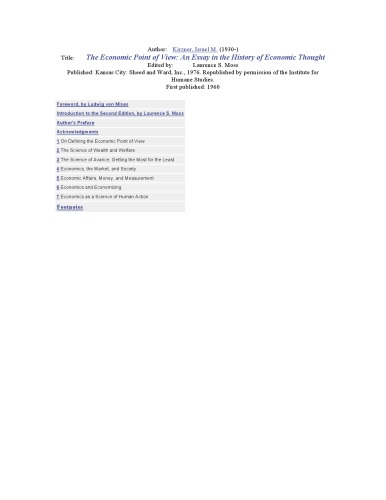 Author: Kirzner, Israel M. (1930-)
Title: The Economic Point of View: An Essay in the History of Economic Thought
Edited by: Laurence S. Moss
Published: Kansas City: Sheed and Ward, Inc., 1976. Republished by permission of the Institute for
Humane Studies.
First published: 1960
Foreword, by Ludwig von Mises
Introduction to the Second Edition, by Laurence S. Moss
Author's Preface
Acknowledgments
1 On Defining the Economic Point of View
2 The Science of Wealth and Welfare
3 The Science of Avarice; Getting the Most for the Least
4 Economics, the Market, and Society
5 Economic Affairs, Money, and Measurement
6 Economics and Economizing
7 Economics as a Science of Human Action
Footnotes